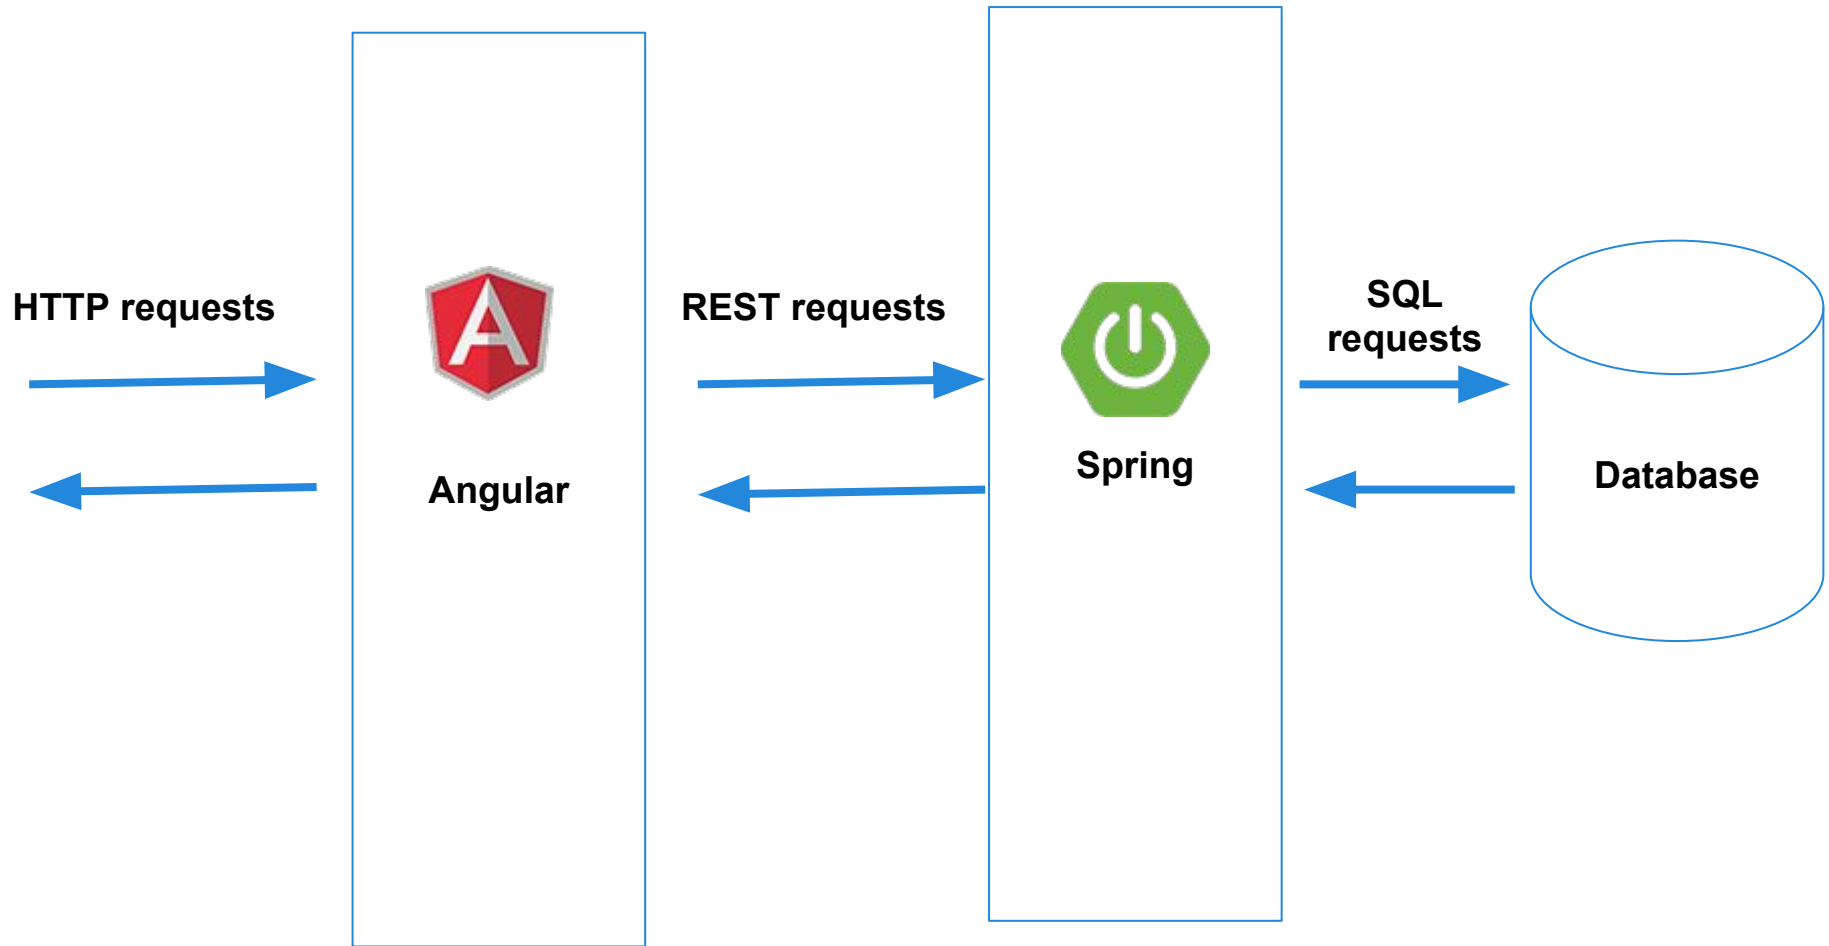 HTTP requests
A
Angular
REST requests
Spring
SQL
requests
Database